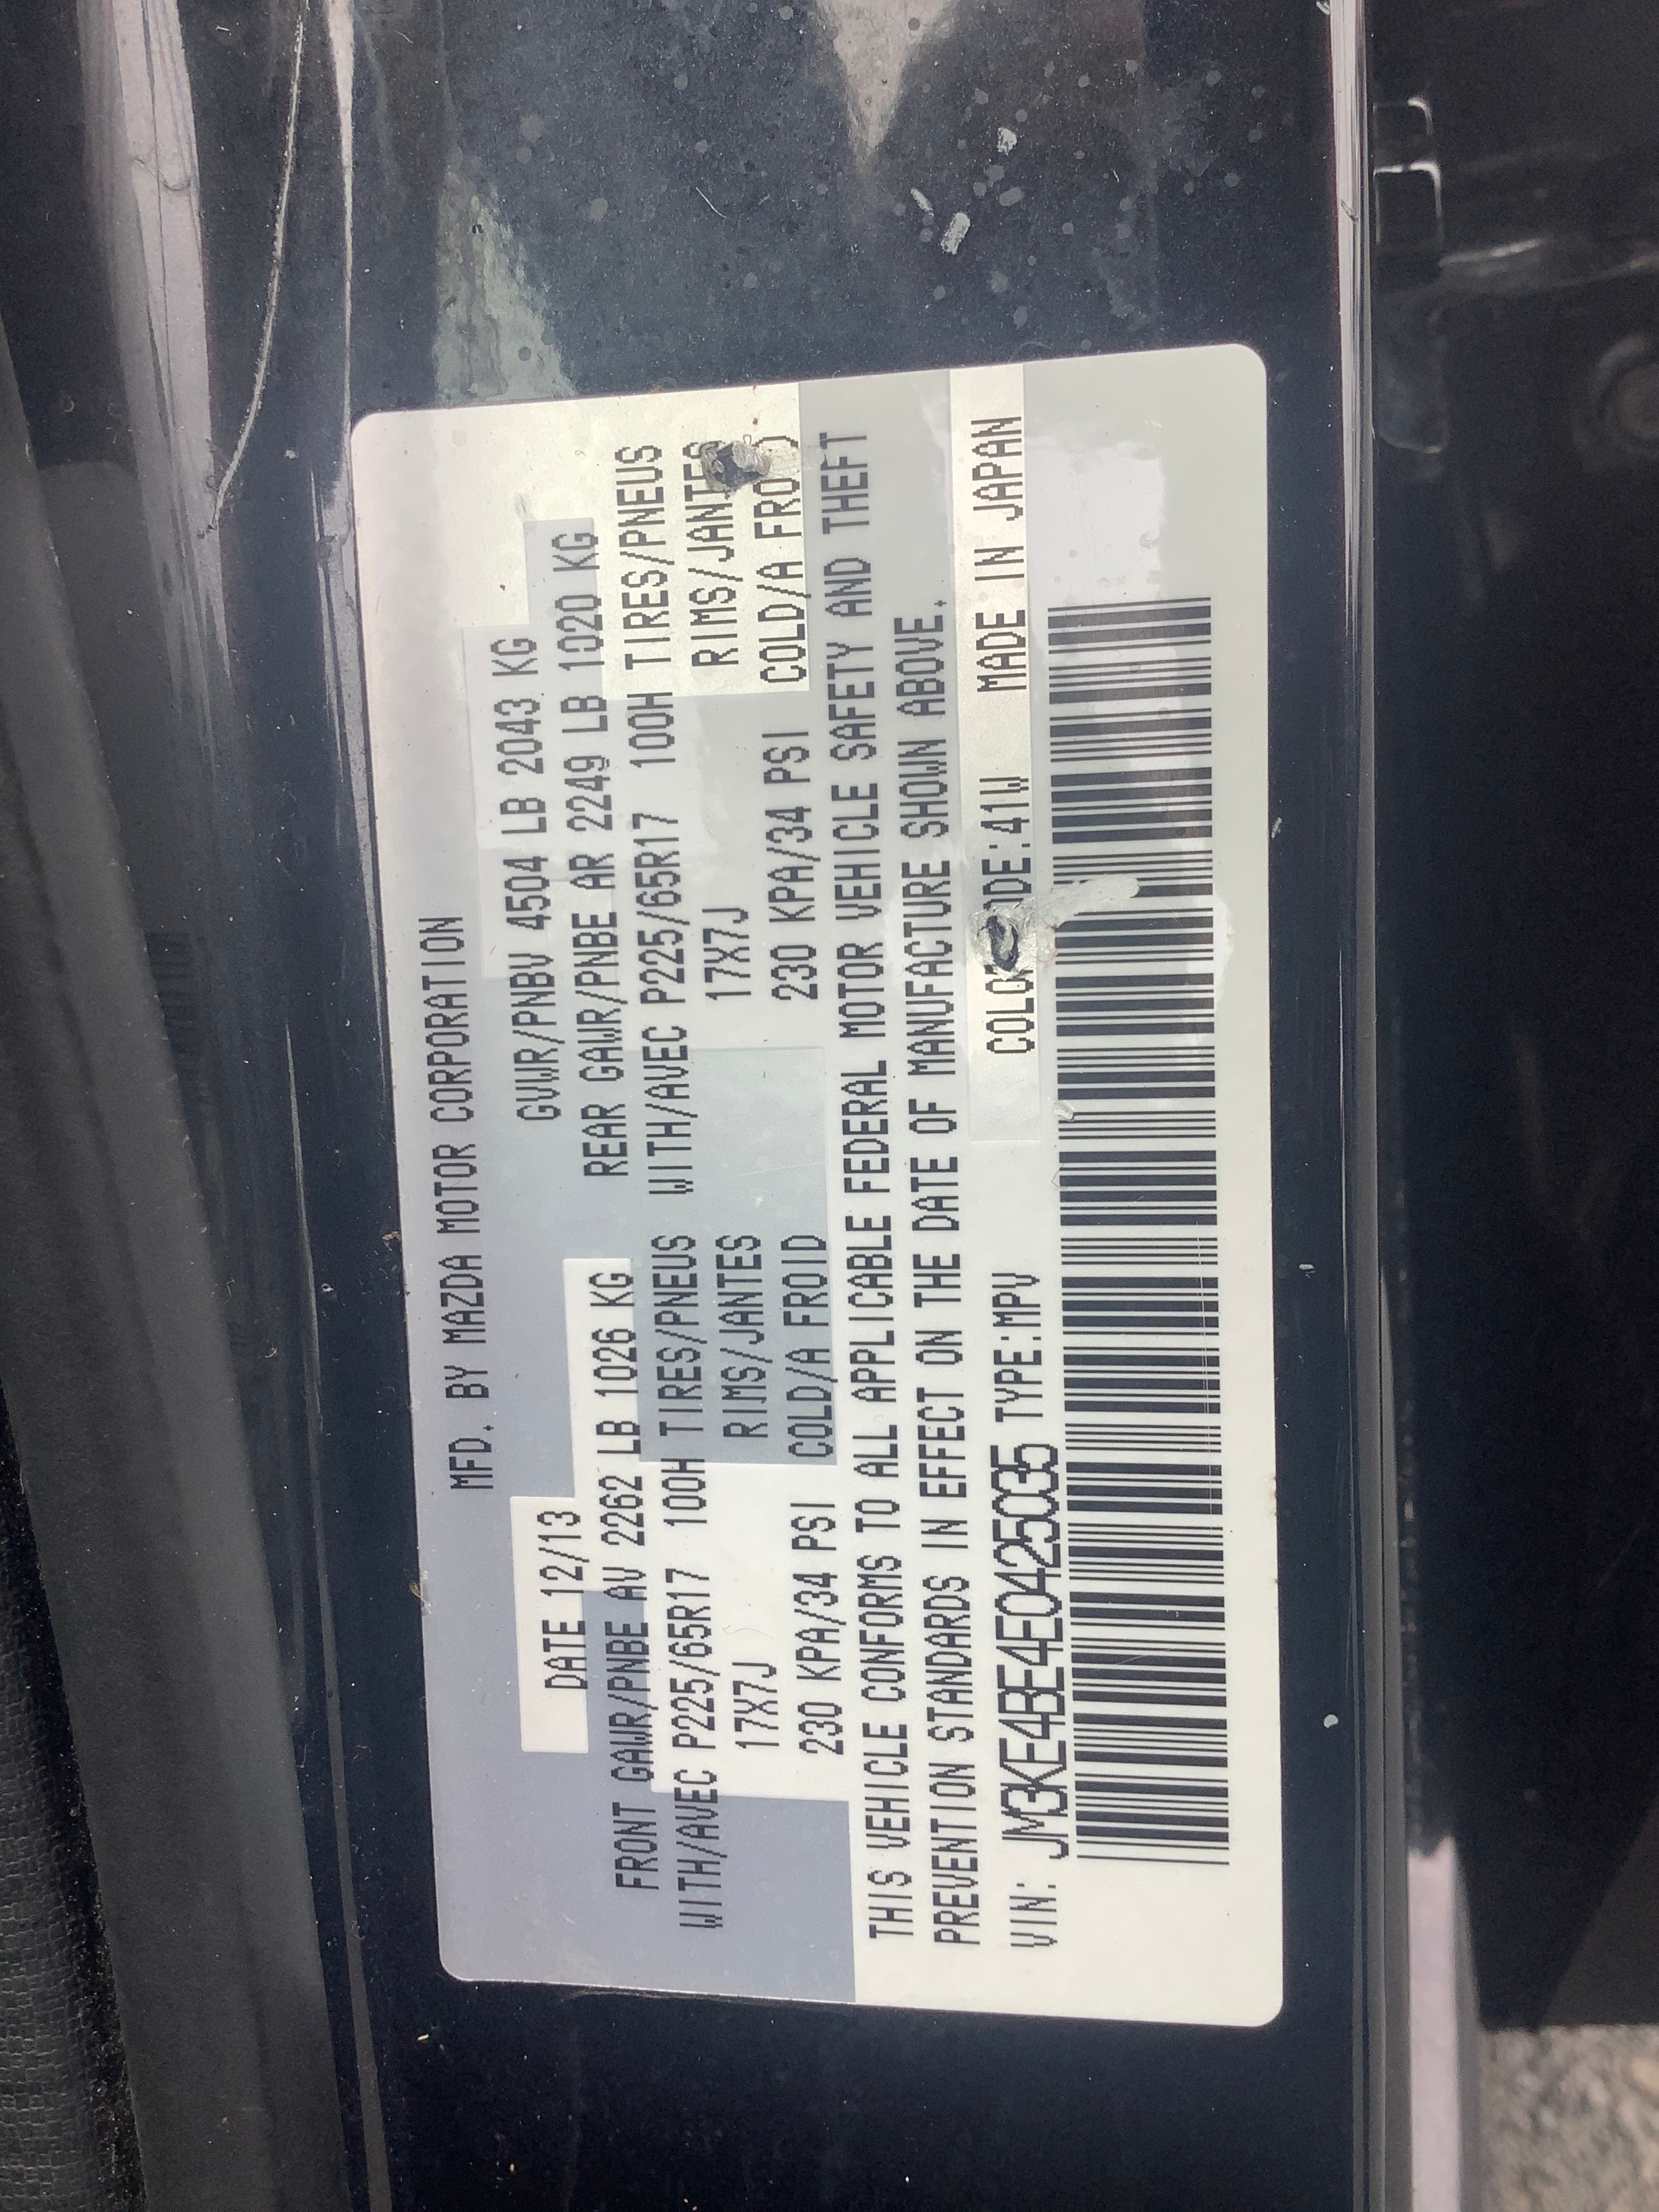 MFD. BY MAZDA MOTOR CORPORATION
DATE 12/13 GVWR/PNBV 4504 LB 2043 KG
FRONT GAWR/PNBE AV 2262 LB 1026 KG REAR GAWR/PNBE AR 2249 LB 1020 KG
WITH/AVEC P225/65R17 100H TIRES/PNEUS WITH/AVEC P225/65R17 100H TIRES/PNEUS
17X7J RIMS/JANTES 17X7J RIMS/JANTES
230 KPA/34 PSI COLD/A FROID 230 KPA/34 PSI COLD/A
THIS VEHICLE CONFORMS TO ALL APPLICABLE FEDERAL MOTOR VEHICLE SAFETY AND THEFT
PREVENTION STANDARDS IN EFFECT ON THE DATE OF MANUFACTURE SHOWN ABOVE.
VIN: JM3KE4BE4E0425035 TYPE:MPV :41W MADE IN JAPAN